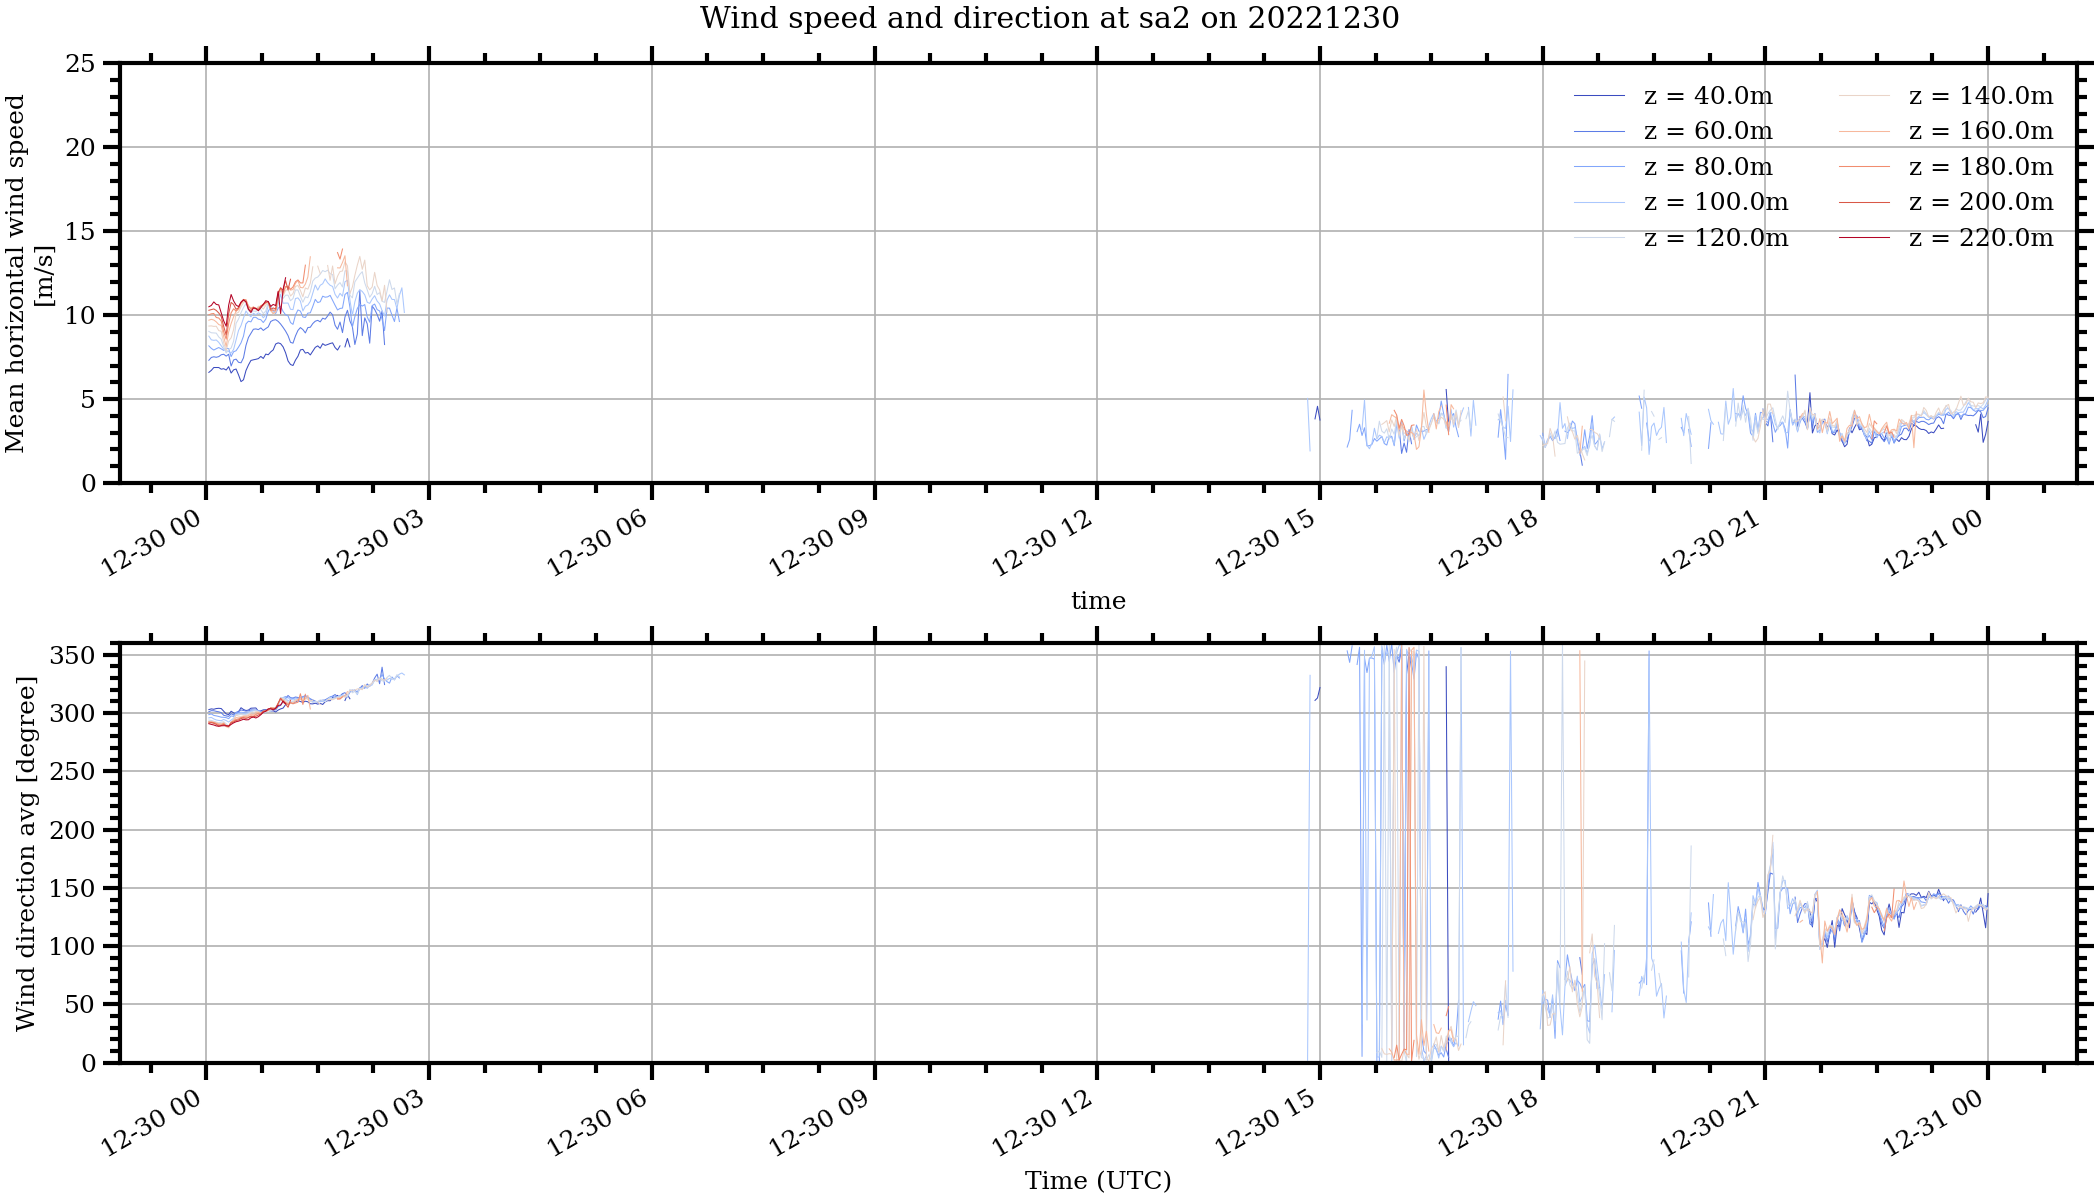 Wind speed and direction at sa2 on 20221230
Mean horizontal wind speed
[m/s]
25
20
15
10
5
0
z = 40.0m
z = 60.0m
z = 80.0m
z = 100.0m
z = 120.0m
z = 140.0m
z = 160.0m
z = 180.0m
z = 200.0m
z = 220.0m
12-30 00
12-30 03
12-30 06
12-30 09
12-30 12
12-30 15
12-30 18
12-30 21
12-31 00
time
Wind direction avg [degree]
350
300
250
200
150
100
50
0
12-30 00
12-30 03
12-30 06
12-30 09
12-30 12
12-30 15
12-30 18
12-30 21
12-31 00
Time (UTC)